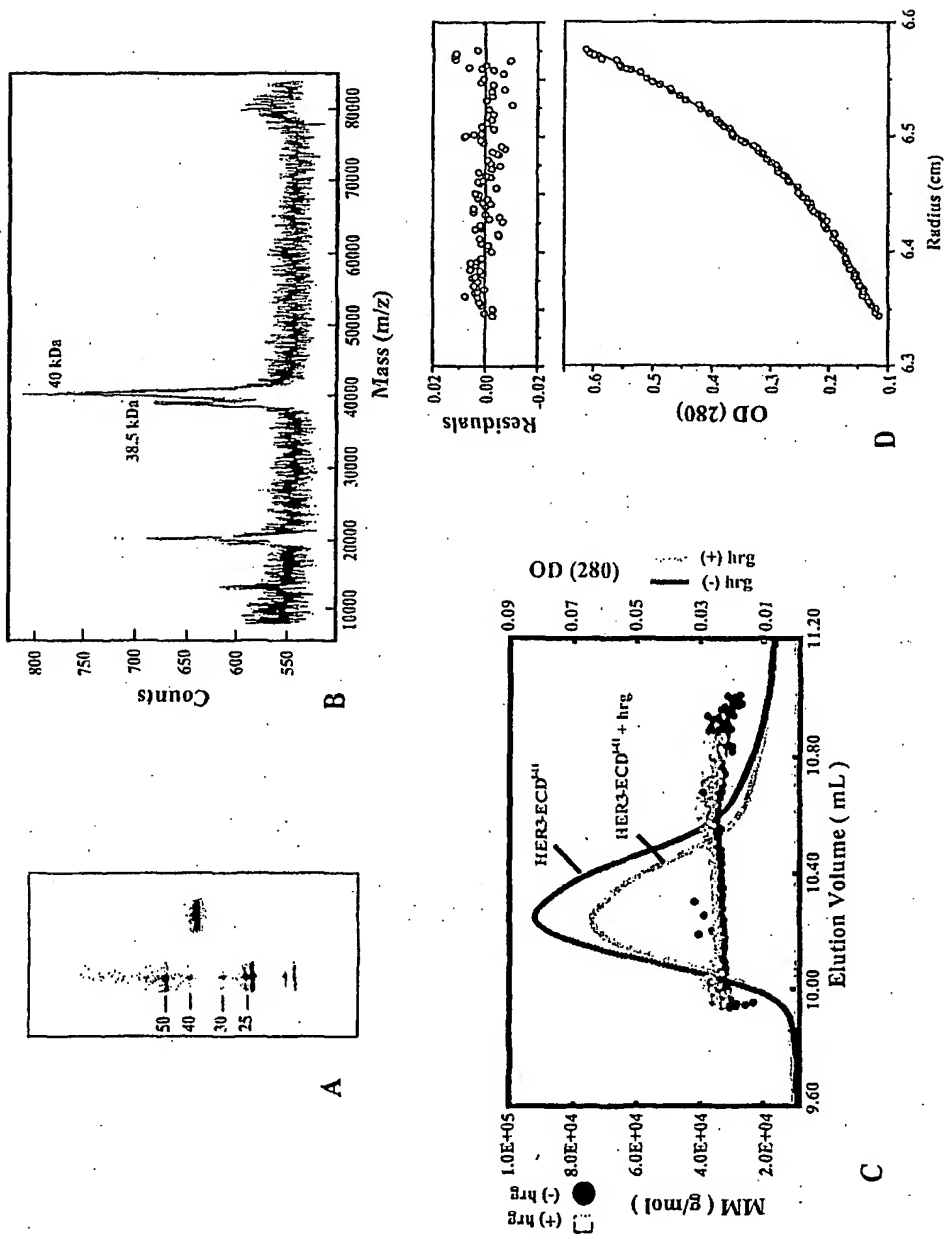 A
50
40
30
25
B
Counts
800
750
700
650
600
550
40 kDa
38.5 kDa
10000
20000
30000
40000
50000
60000
70000
80000
Mass (m/z)
C
(+) hrg
(-) hrg
MM ( g/mol )
1.0E+05
8.0E+04
6.0E+04
4.0E+04
2.0E+04
HER3-ECD
HER3-ECD + hrg
OD (280)
(+) hrg
(-) hrg
0.09
0.07
0.05
0.03
0.01
9.60
10.00
10.40
10.80
11.20
Elution Volume ( mL )
D
Residuals
0.02
0.00
-0.02
OD (280)
0.6
0.5
0.4
0.3
0.2
0.1
6.3
6.4
6.5
6.6
Radius (cm)